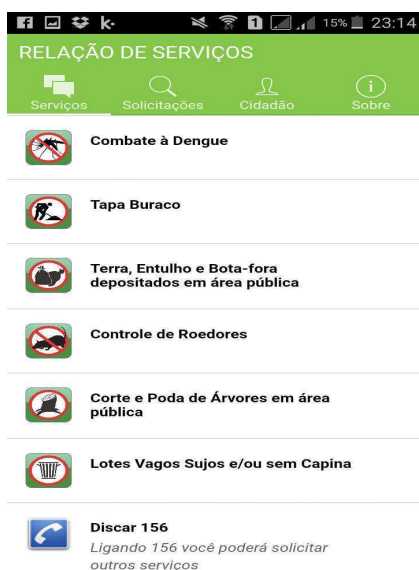 15% 23:14
RELAÇÃO DE SERVIÇOS
Serviços Solicitações Cidadão Sobre
Combate à Dengue
Tapa Buraco
Terra, Entulho e Bota-fora
depositados em área pública
Controle de Roedores
Corte e Poda de Árvores em área
pública
Lotes Vagos Sujos e/ou sem Capina
Discar 156
Ligando 156 você poderá solicitar
outros serviços